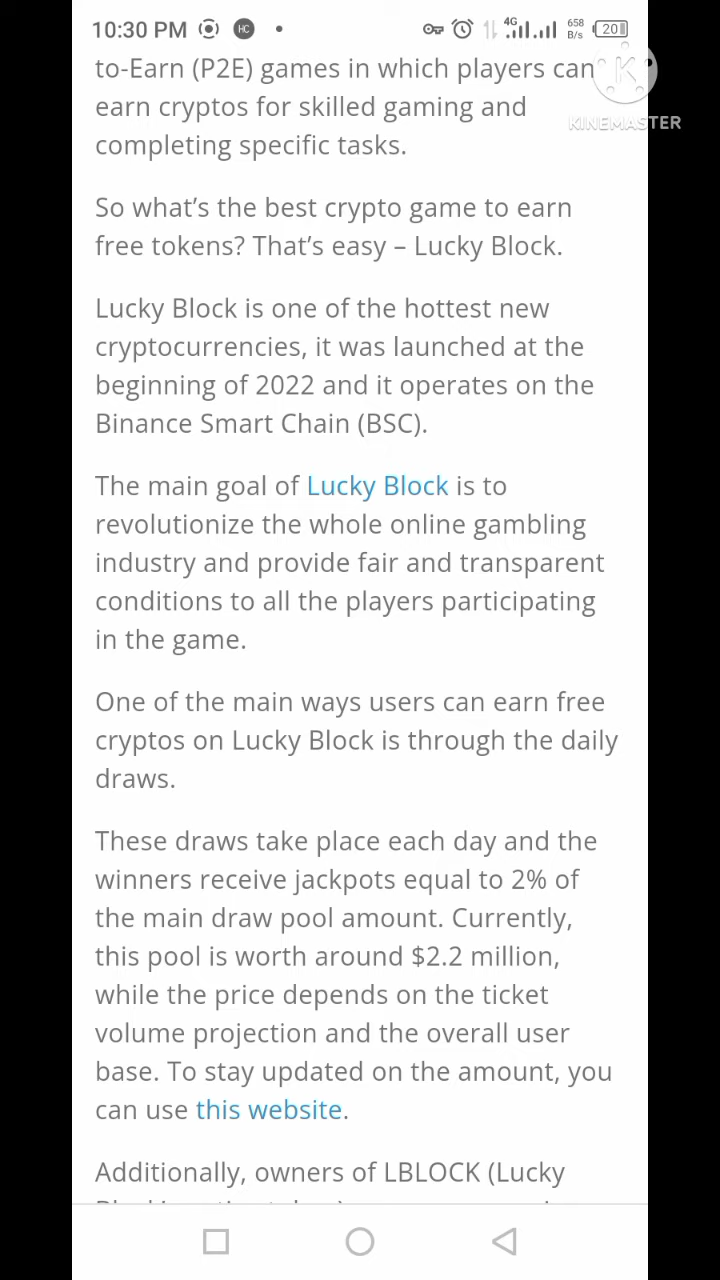 10:30 PM HC 4G 658 B/s 20
to-Earn (P2E) games in which players can
K
KINEMASTER
earn cryptos for skilled gaming and
completing specific tasks.
So what’s the best crypto game to earn
free tokens? That’s easy – Lucky Block.
Lucky Block is one of the hottest new
cryptocurrencies, it was launched at the
beginning of 2022 and it operates on the
Binance Smart Chain (BSC).
The main goal of Lucky Block is to
revolutionize the whole online gambling
industry and provide fair and transparent
conditions to all the players participating
in the game.
One of the main ways users can earn free
cryptos on Lucky Block is through the daily
draws.
These draws take place each day and the
winners receive jackpots equal to 2% of
the main draw pool amount. Currently,
this pool is worth around $2.2 million,
while the price depends on the ticket
volume projection and the overall user
base. To stay updated on the amount, you
can use this website.
Additionally, owners of LBLOCK (Lucky